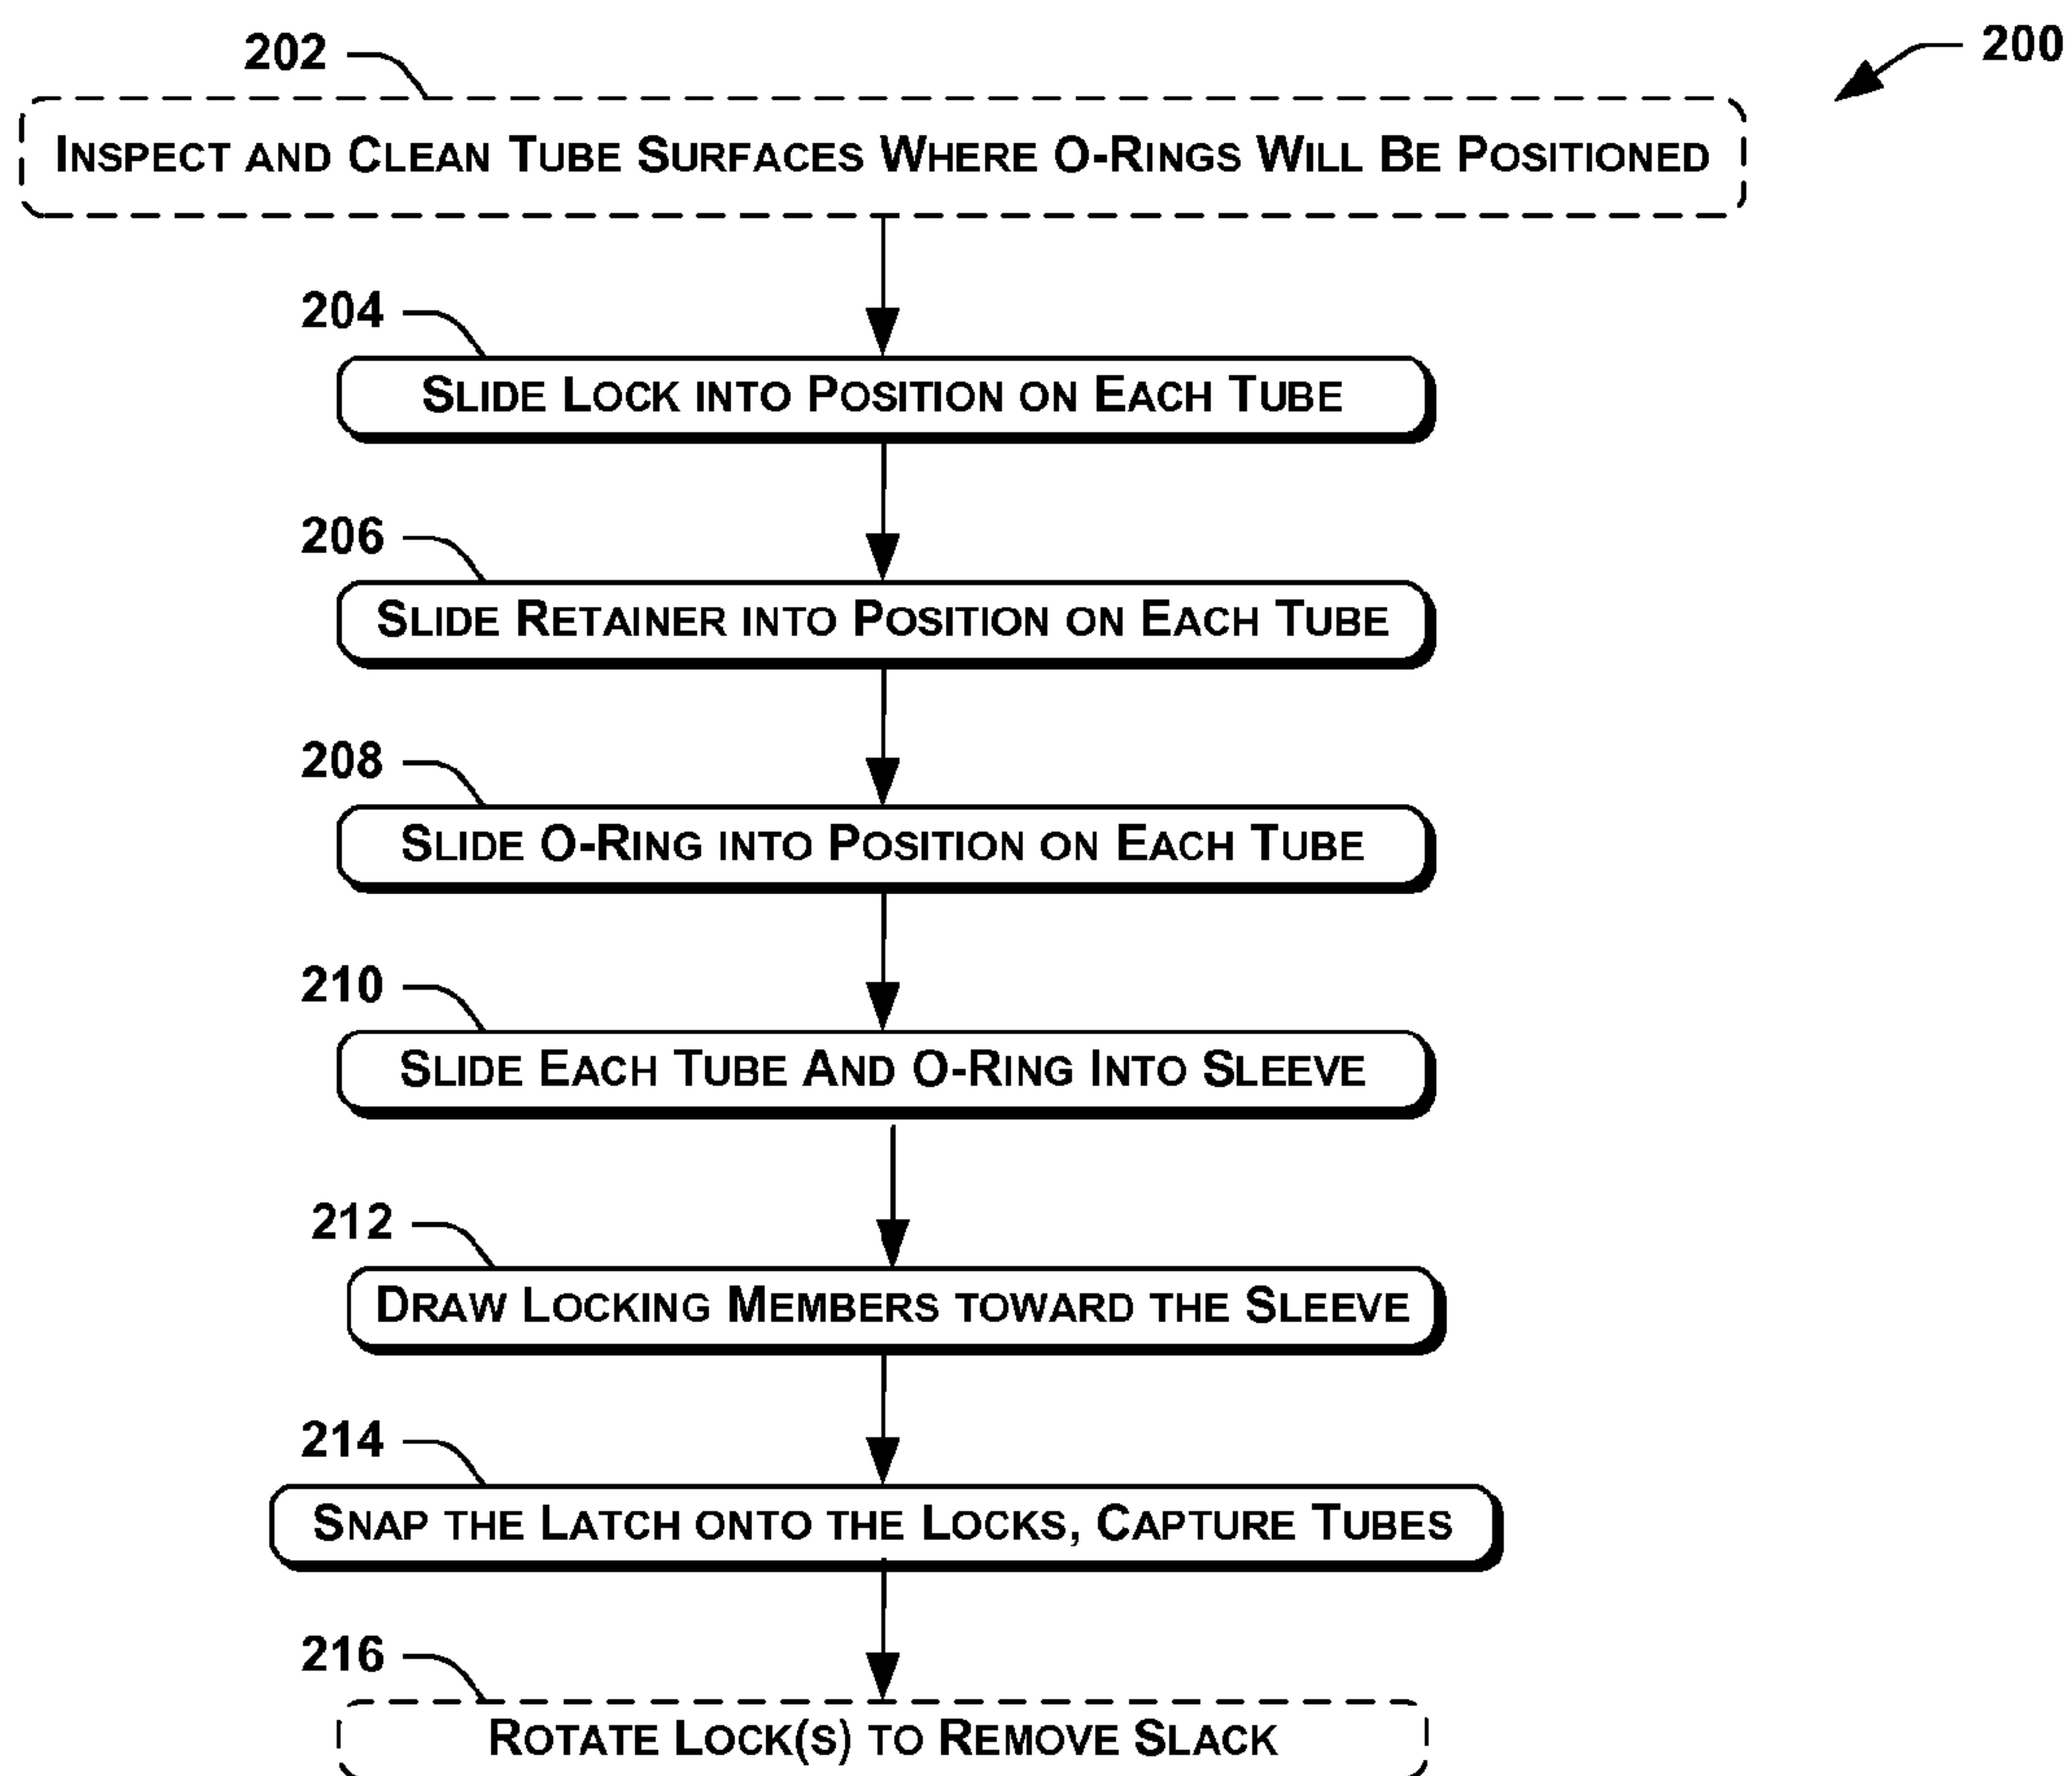 200
202
INSPECT AND CLEAN TUBE SURFACES WHERE O-RINGS WILL BE POSITIONED
204
SLIDE LOCK INTO POSITION ON EACH TUBE
206
SLIDE RETAINER INTO POSITION ON EACH TUBE
208
SLIDE O-RING INTO POSITION ON EACH TUBE
210
SLIDE EACH TUBE AND O-RING INTO SLEEVE
212
DRAW LOCKING MEMBERS TOWARD THE SLEEVE
214
SNAP THE LATCH ONTO THE LOCKS, CAPTURE TUBES
216
ROTATE LOCK(S) TO REMOVE SLACK